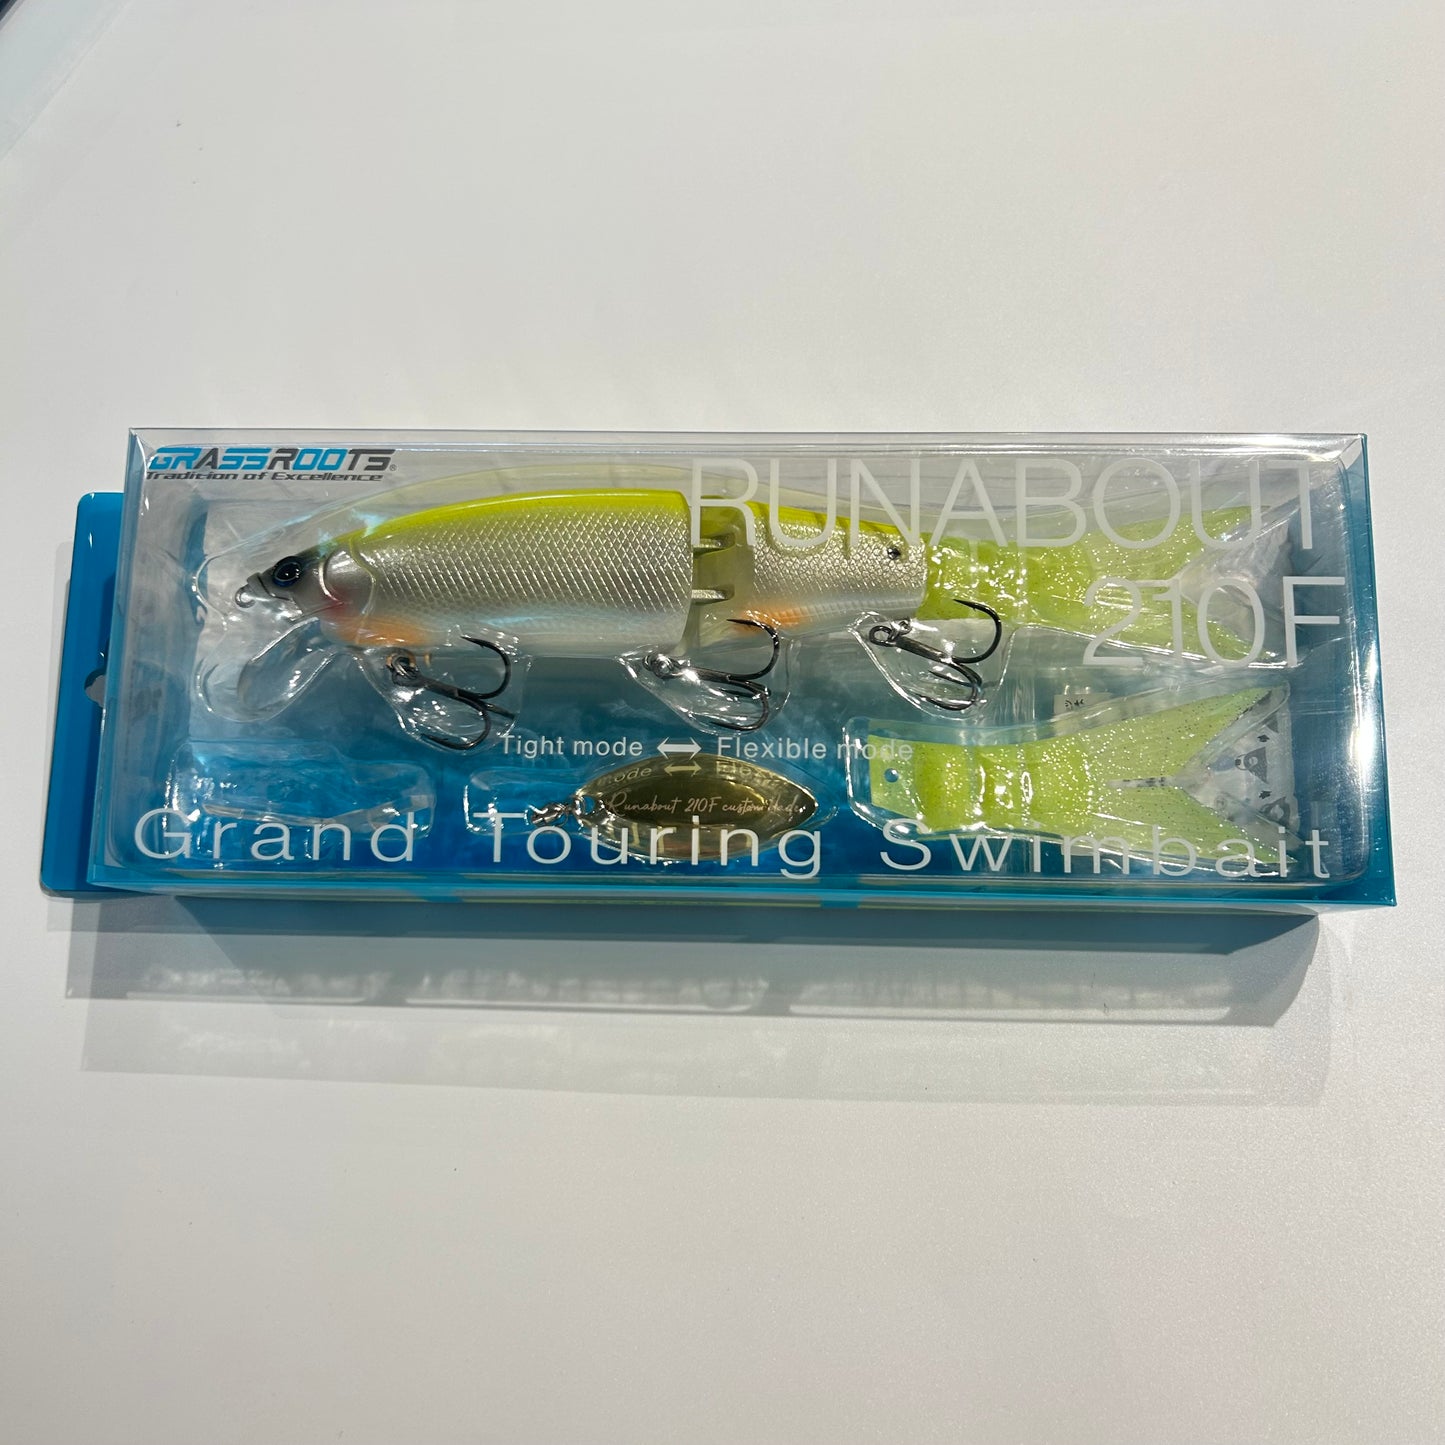 GRASSROOTS®
Tradition of Excellence
RUNABOUT
210F
Tight mode ⟺ Flexible mode
Runabout 210F custom blade
Grand Touring Swimbait